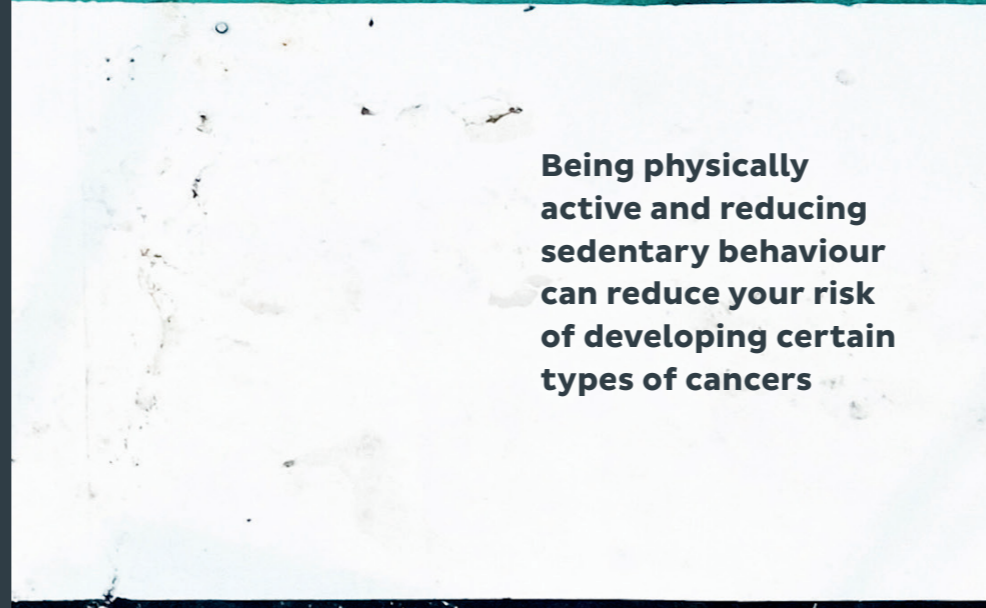 Being physically
active and reducing
sedentary behaviour
can reduce your risk
of developing certain
types of cancers